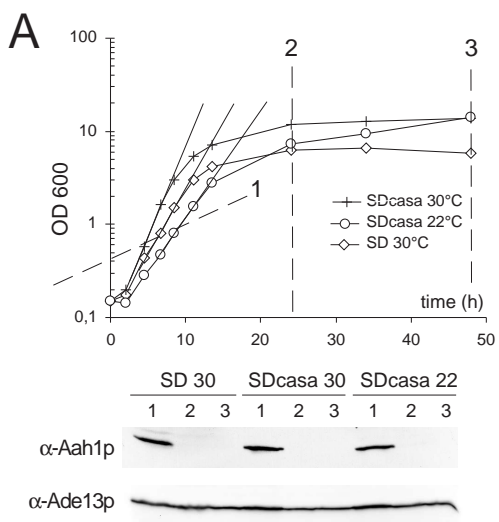 A
100
2
3
10
OD 600
1
SDcasa 30°C
SDcasa 22°C
SD 30°C
1
time (h)
0,1
0 10 20 30 40 50
SD 30 SDcasa 30 SDcasa 22
1 2 3 1 2 3 1 2 3
α-Aah1p
α-Ade13p